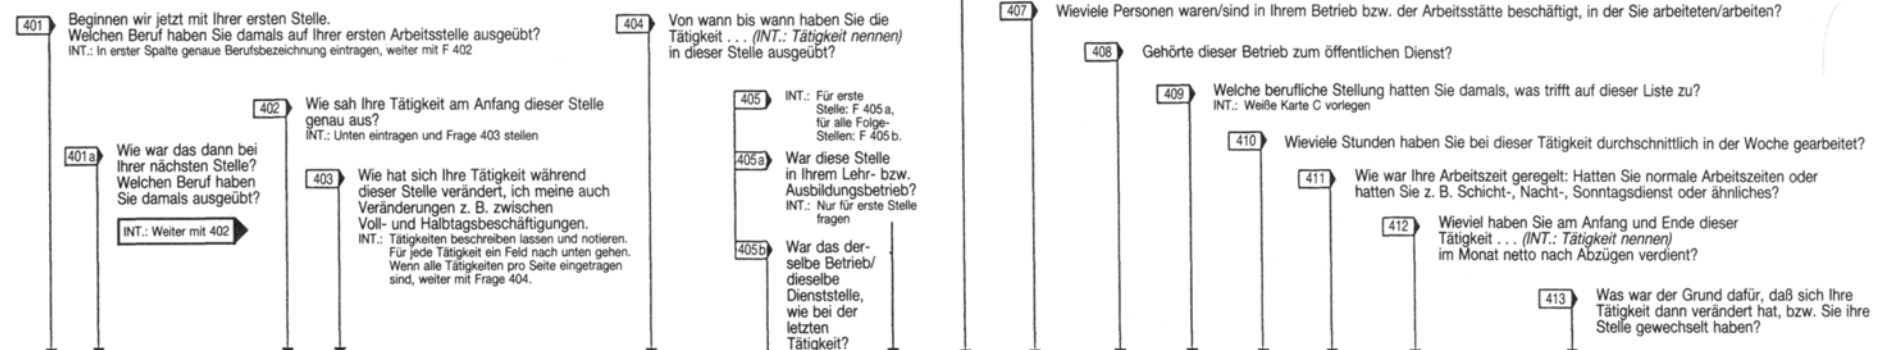 401 Beginnen wir jetzt mit Ihrer ersten Stelle.
Welchen Beruf haben Sie damals auf Ihrer ersten Arbeitsstelle ausgeübt?
INT.: In erster Spalte genaue Berufsbezeichnung eintragen, weiter mit F 402
401a Wie war das dann bei
Ihrer nächsten Stelle?
Welchen Beruf haben
Sie damals ausgeübt?
INT.: Weiter mit 402
402 Wie sah Ihre Tätigkeit am Anfang dieser Stelle
genau aus?
INT.: Unten eintragen und Frage 403 stellen
403 Wie hat sich Ihre Tätigkeit während
dieser Stelle verändert, ich meine auch
Veränderungen z. B. zwischen
Voll- und Halbtagsbeschäftigungen.
INT.: Tätigkeiten beschreiben lassen und notieren.
Für jede Tätigkeit ein Feld nach unten gehen.
Wenn alle Tätigkeiten pro Seite eingetragen
sind, weiter mit Frage 404.
404 Von wann bis wann haben Sie die
Tätigkeit . . . (INT.: Tätigkeit nennen)
in dieser Stelle ausgeübt?
405 INT.: Für erste
Stelle: F 405a,
für alle Folge-
Stellen: F 405b.
405a War diese Stelle
in Ihrem Lehr- bzw.
Ausbildungsbetrieb?
INT.: Nur für erste Stelle
fragen
405b War das der-
selbe Betrieb/
dieselbe
Dienststelle,
wie bei der
letzten
Tätigkeit?
407 Wieviele Personen waren/sind in Ihrem Betrieb bzw. der Arbeitsstätte beschäftigt, in der Sie arbeiteten/arbeiten?
408 Gehörte dieser Betrieb zum öffentlichen Dienst?
409 Welche berufliche Stellung hatten Sie damals, was trifft auf dieser Liste zu?
INT.: Weiße Karte C vorlegen
410 Wieviele Stunden haben Sie bei dieser Tätigkeit durchschnittlich in der Woche gearbeitet?
411 Wie war Ihre Arbeitszeit geregelt: Hatten Sie normale Arbeitszeiten oder
hatten Sie z. B. Schicht-, Nacht-, Sonntagsdienst oder ähnliches?
412 Wieviel haben Sie am Anfang und Ende dieser
Tätigkeit . . . (INT.: Tätigkeit nennen)
im Monat netto nach Abzügen verdient?
413 Was war der Grund dafür, daß sich Ihre
Tätigkeit dann verändert hat, bzw. Sie ihre
Stelle gewechselt haben?